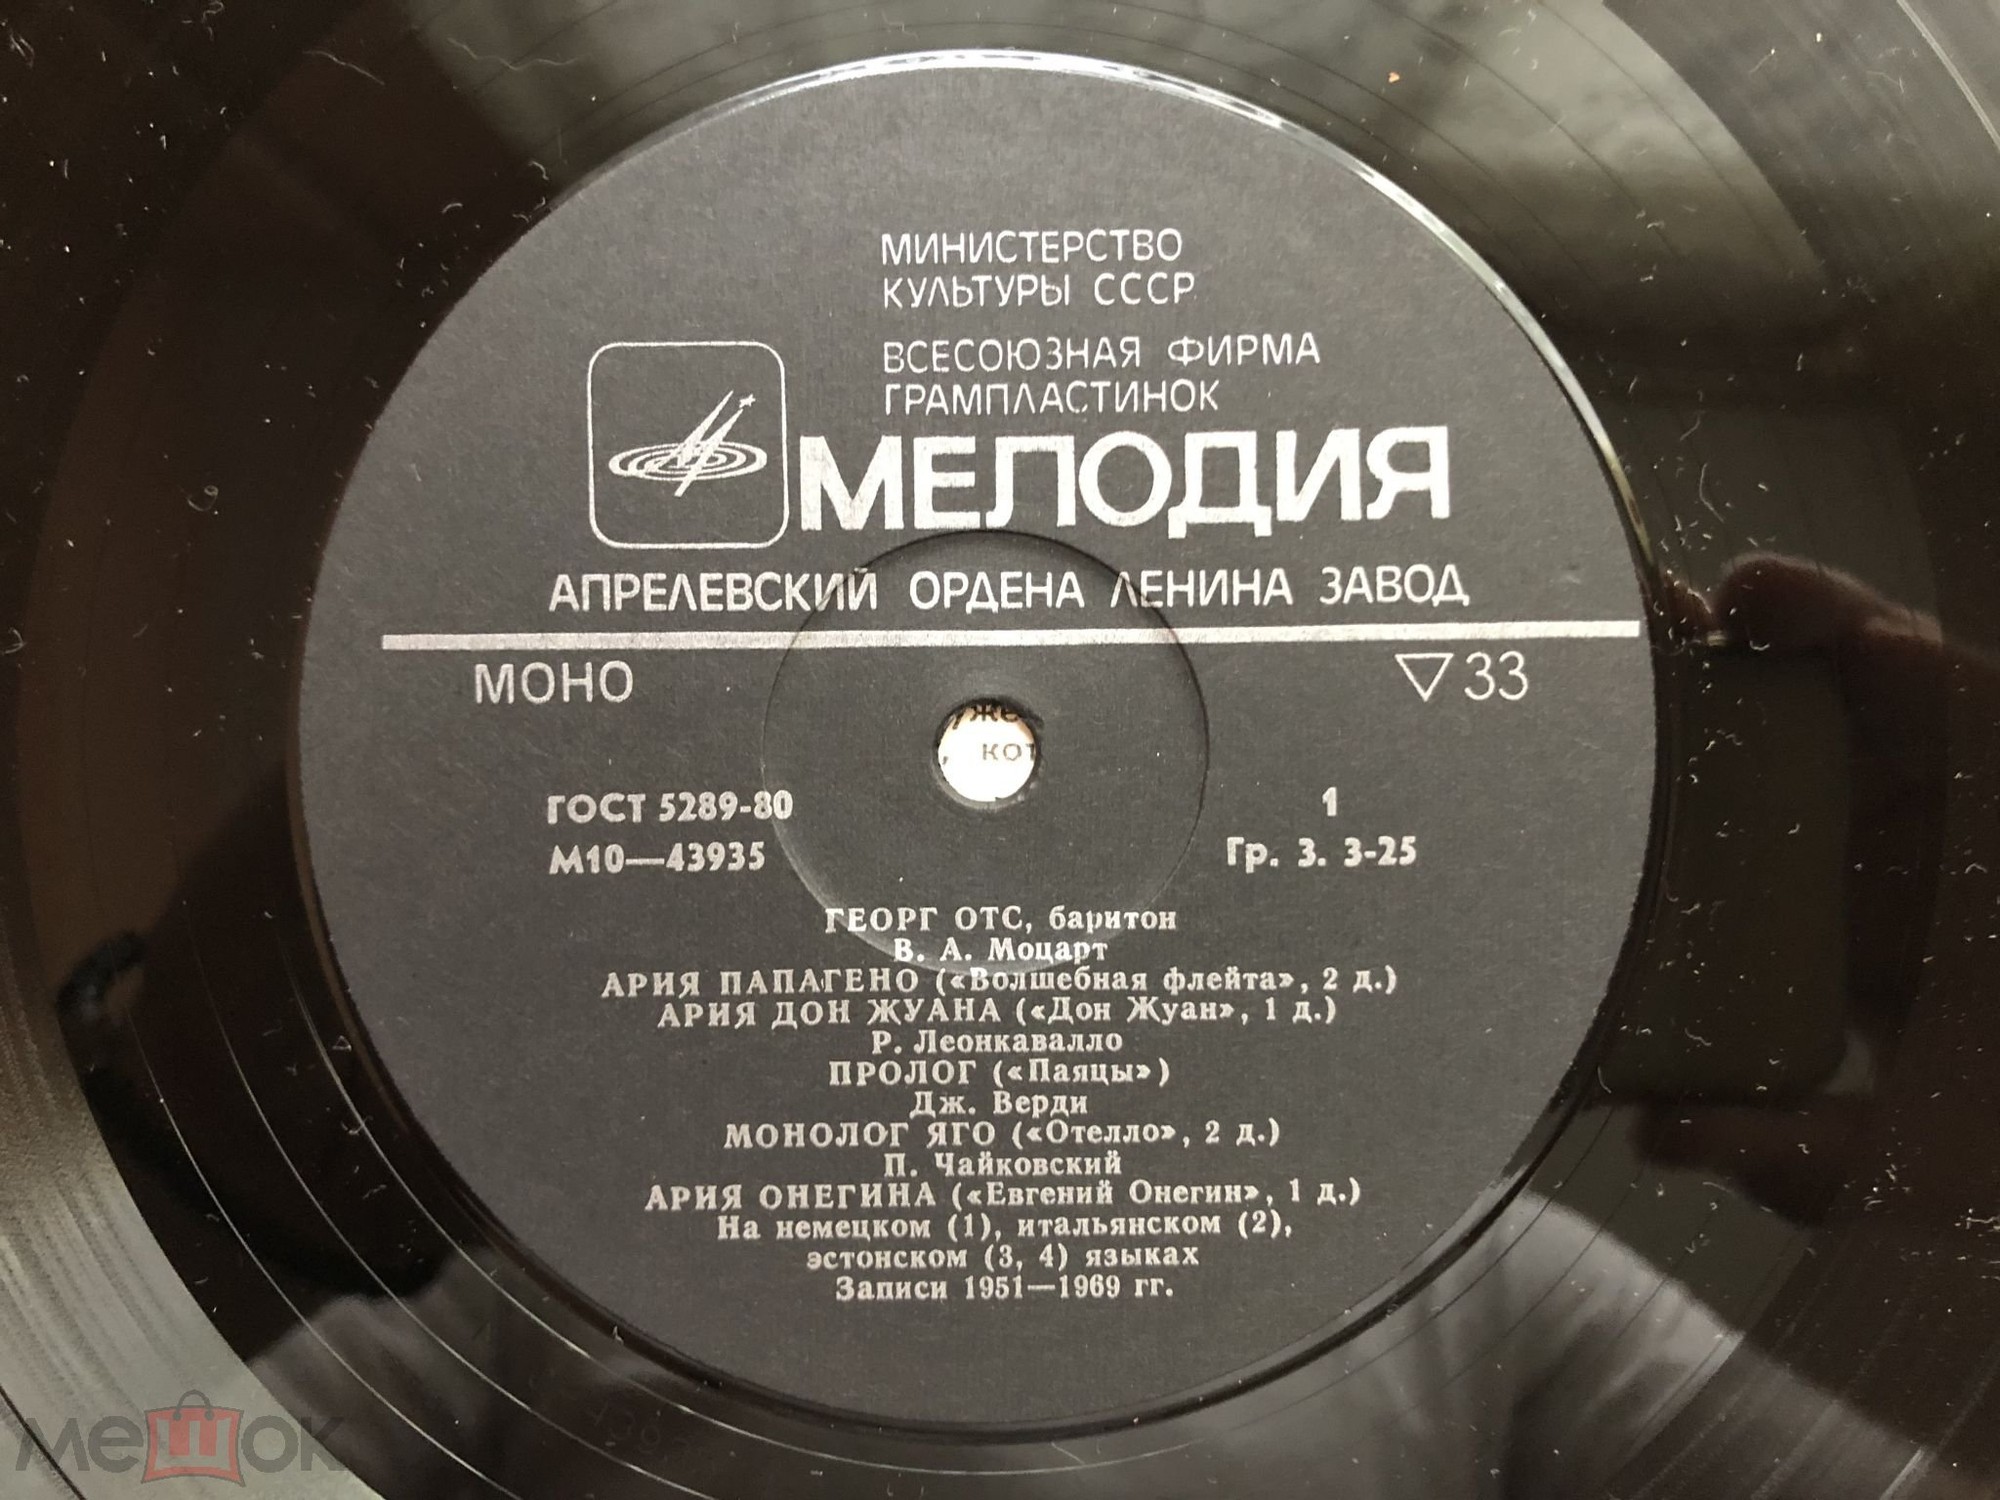 МИНИСТЕРСТВО
КУЛЬТУРЫ СССР
ВСЕСОЮЗНАЯ ФИРМА
ГРАМПЛАСТИНОК
МЕЛОДИЯ
АПРЕЛЕВСКИЙ ОРДЕНА ЛЕНИНА ЗАВОД
МОНО ▽33
ГОСТ 5289-80 1
М10—43935 Гр. 3. 3-25
ГЕОРГ ОТС, баритон
В. А. Моцарт
АРИЯ ПАПАГЕНО («Волшебная флейта», 2 д.)
АРИЯ ДОН ЖУАНА («Дон Жуан», 1 д.)
Р. Леонкавалло
ПРОЛОГ («Паяцы»)
Дж. Верди
МОНОЛОГ ЯГО («Отелло», 2 д.)
П. Чайковский
АРИЯ ОНЕГИНА («Евгений Онегин», 1 д.)
На немецком (1), итальянском (2),
эстонском (3, 4) языках
Записи 1951—1969 гг.
мешок